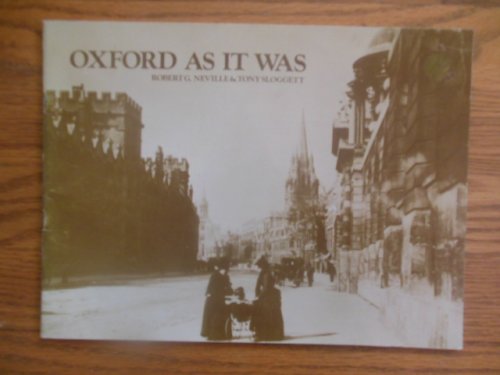 OXFORD AS IT WAS
ROBERT G. NEVILLE & TONY SLOGGETT